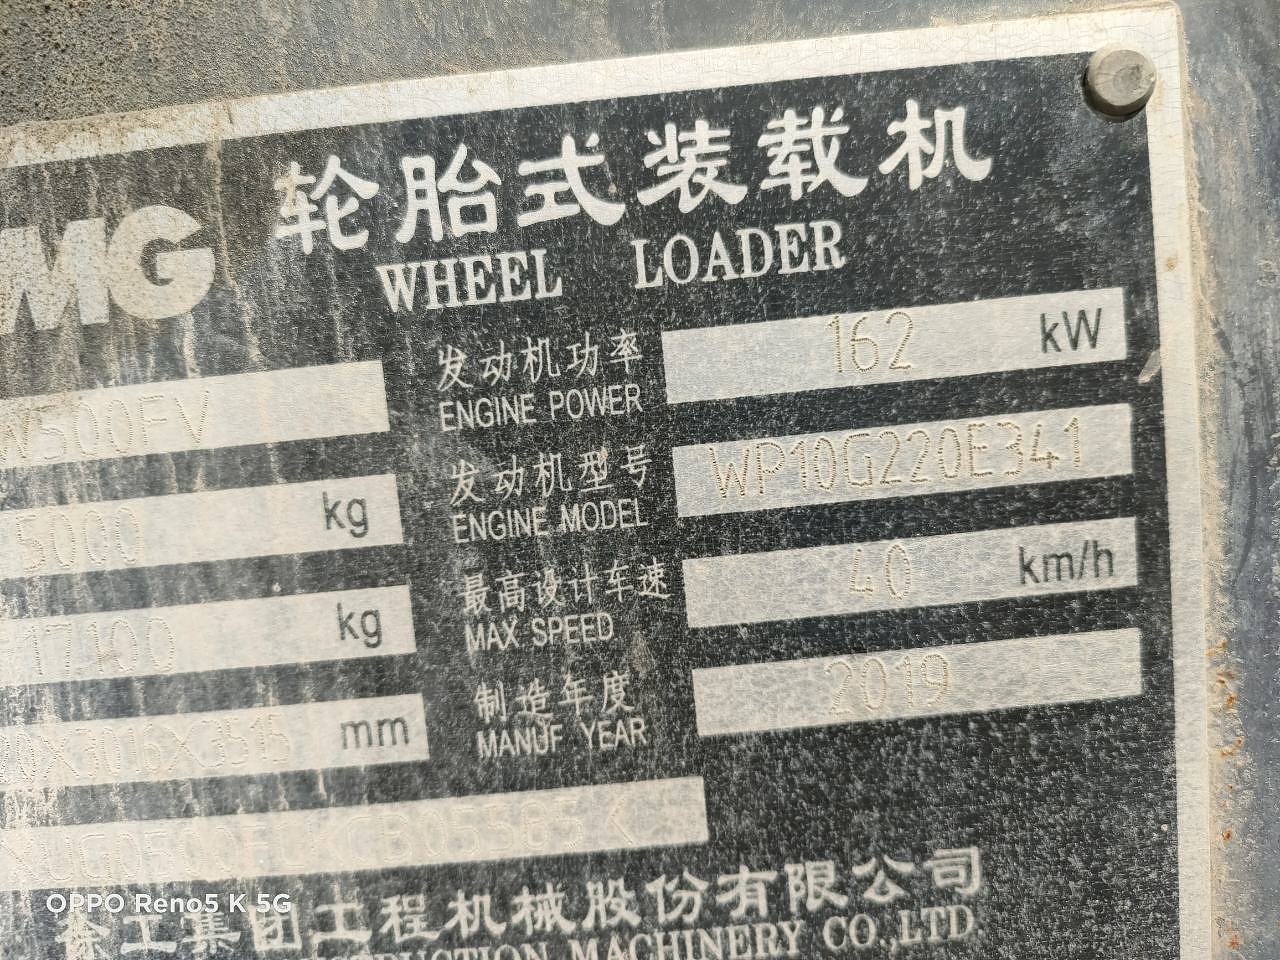 MG
轮胎式装载机
WHEEL LOADER
发动机功率 162 kW
ENGINE POWER
W500FV
发动机型号 WP10G220E341
ENGINE MODEL
5000 kg
最高设计车速 40 km/h
MAX SPEED
17100 kg
制造年度 2019
MANUF YEAR
0X3016X3515 mm
徐工集团工程机械股份有限公司
MACHINERY CO.,LTD.
OPPO Reno5 K 5G